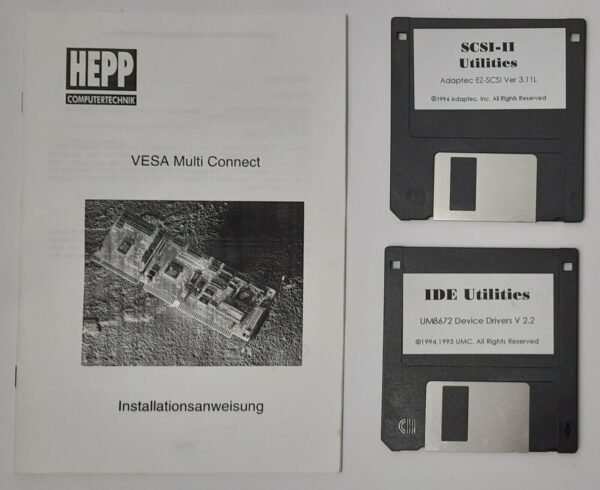 HEPP
COMPUTERTECHNIK
VESA Multi Connect
Installationsanweisung
SCSI-II
Utilities
Adaptec EZ-SCSI Ver 3.11L
©1994 Adaptec, Inc. All Rights Reserved
IDE Utilities
UM8672 Device Drivers V 2.2
©1994,1995 UMC. All Rights Reserved